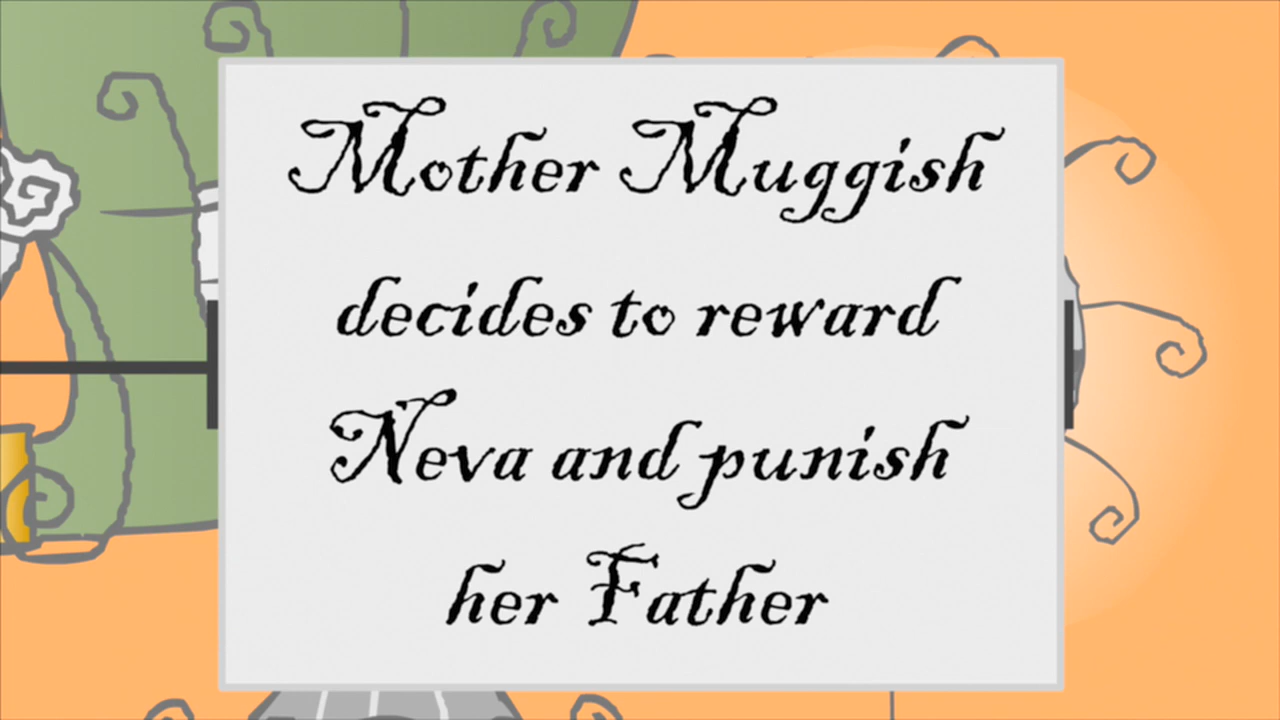 Mother Muggish
decides to reward
Neva and punish
her Father